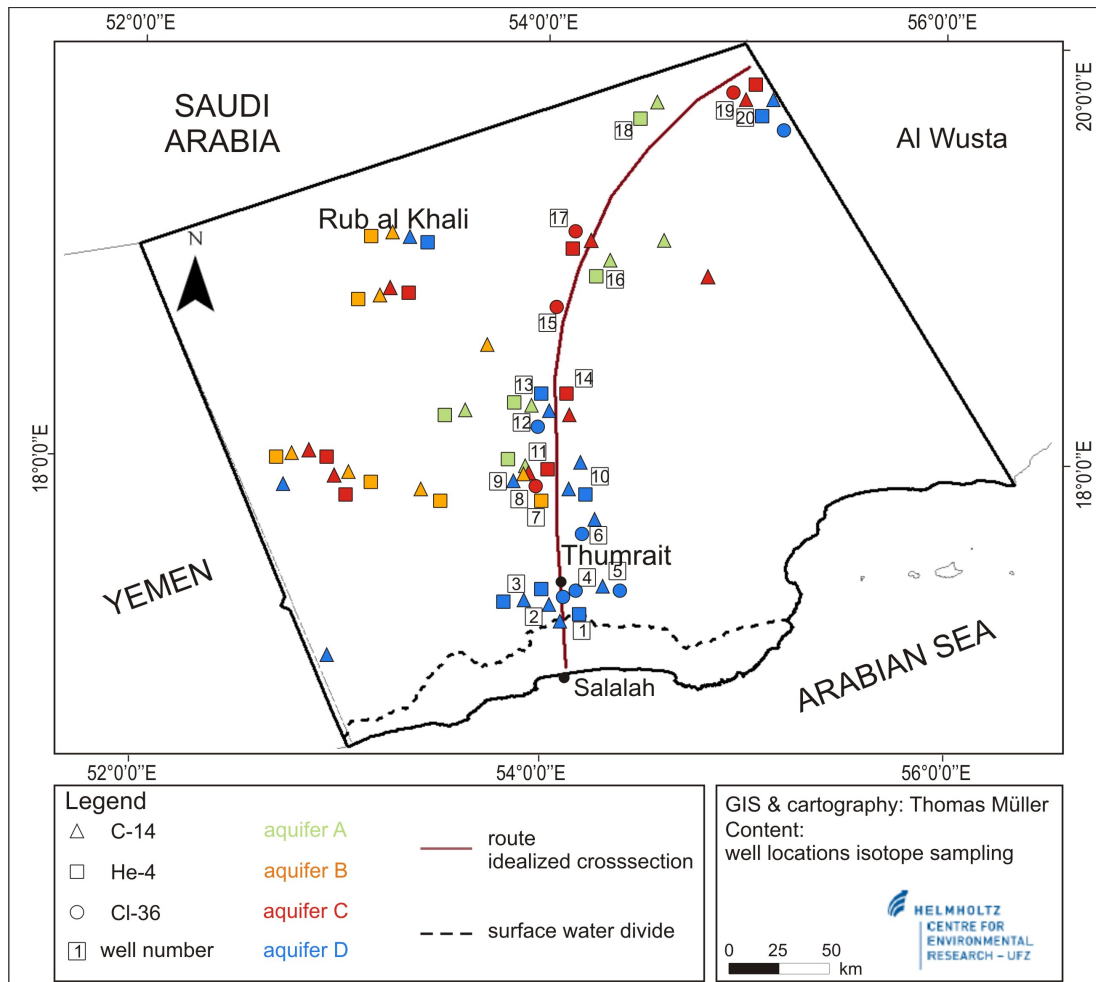 52°0'0"E
54°0'0"E
56°0'0"E
SAUDI
ARABIA
20°0'0"E
19
20
18
Al Wusta
Rub al Khali
17
N
16
15
13
14
12
18°0'0"E
11
18°0'0"E
9
10
8
7
6
Thumrait
YEMEN
3
4
5
2
1
ARABIAN SEA
Salalah
52°0'0"E
54°0'0"E
56°0'0"E
Legend
C-14
aquifer A
He-4
aquifer B
Cl-36
aquifer C
1
well number
aquifer D
route
idealized crosssection
surface water divide
GIS & cartography: Thomas Müller
Content:
well locations isotope sampling
HELMHOLTZ
CENTRE FOR
ENVIRONMENTAL
RESEARCH – UFZ
0
25
50
km